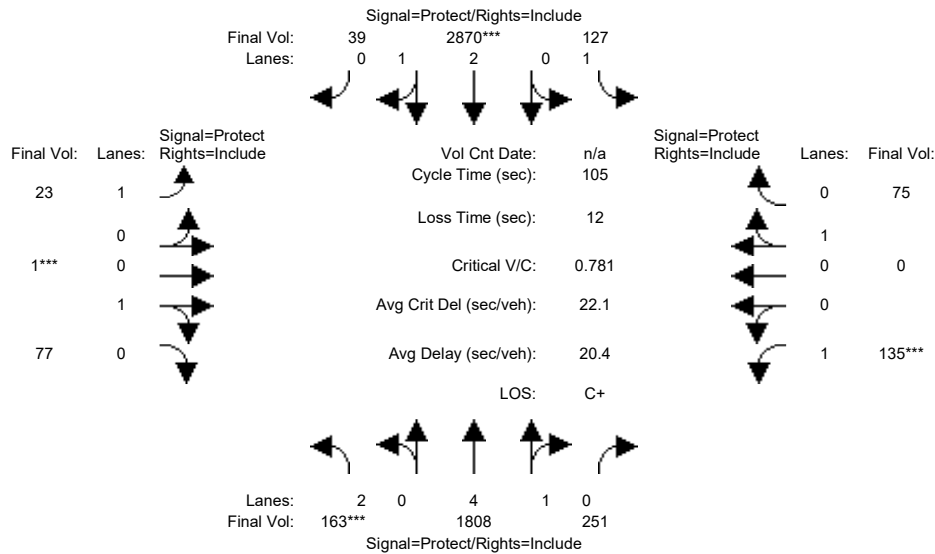 Signal=Protect/Rights=Include
Final Vol: 39 2870*** 127
Lanes: 0 1 2 0 1
Signal=Protect Signal=Protect
Final Vol: Lanes: Rights=Include Vol Cnt Date: n/a Rights=Include Lanes: Final Vol:
Cycle Time (sec): 105
23 1 0 75
Loss Time (sec): 12
0 1
1*** 0 Critical V/C: 0.781 0 0
1 Avg Crit Del (sec/veh): 22.1 0
77 0 Avg Delay (sec/veh): 20.4 1 135***
LOS: C+
Lanes: 2 0 4 1 0
Final Vol: 163*** 1808 251
Signal=Protect/Rights=Include